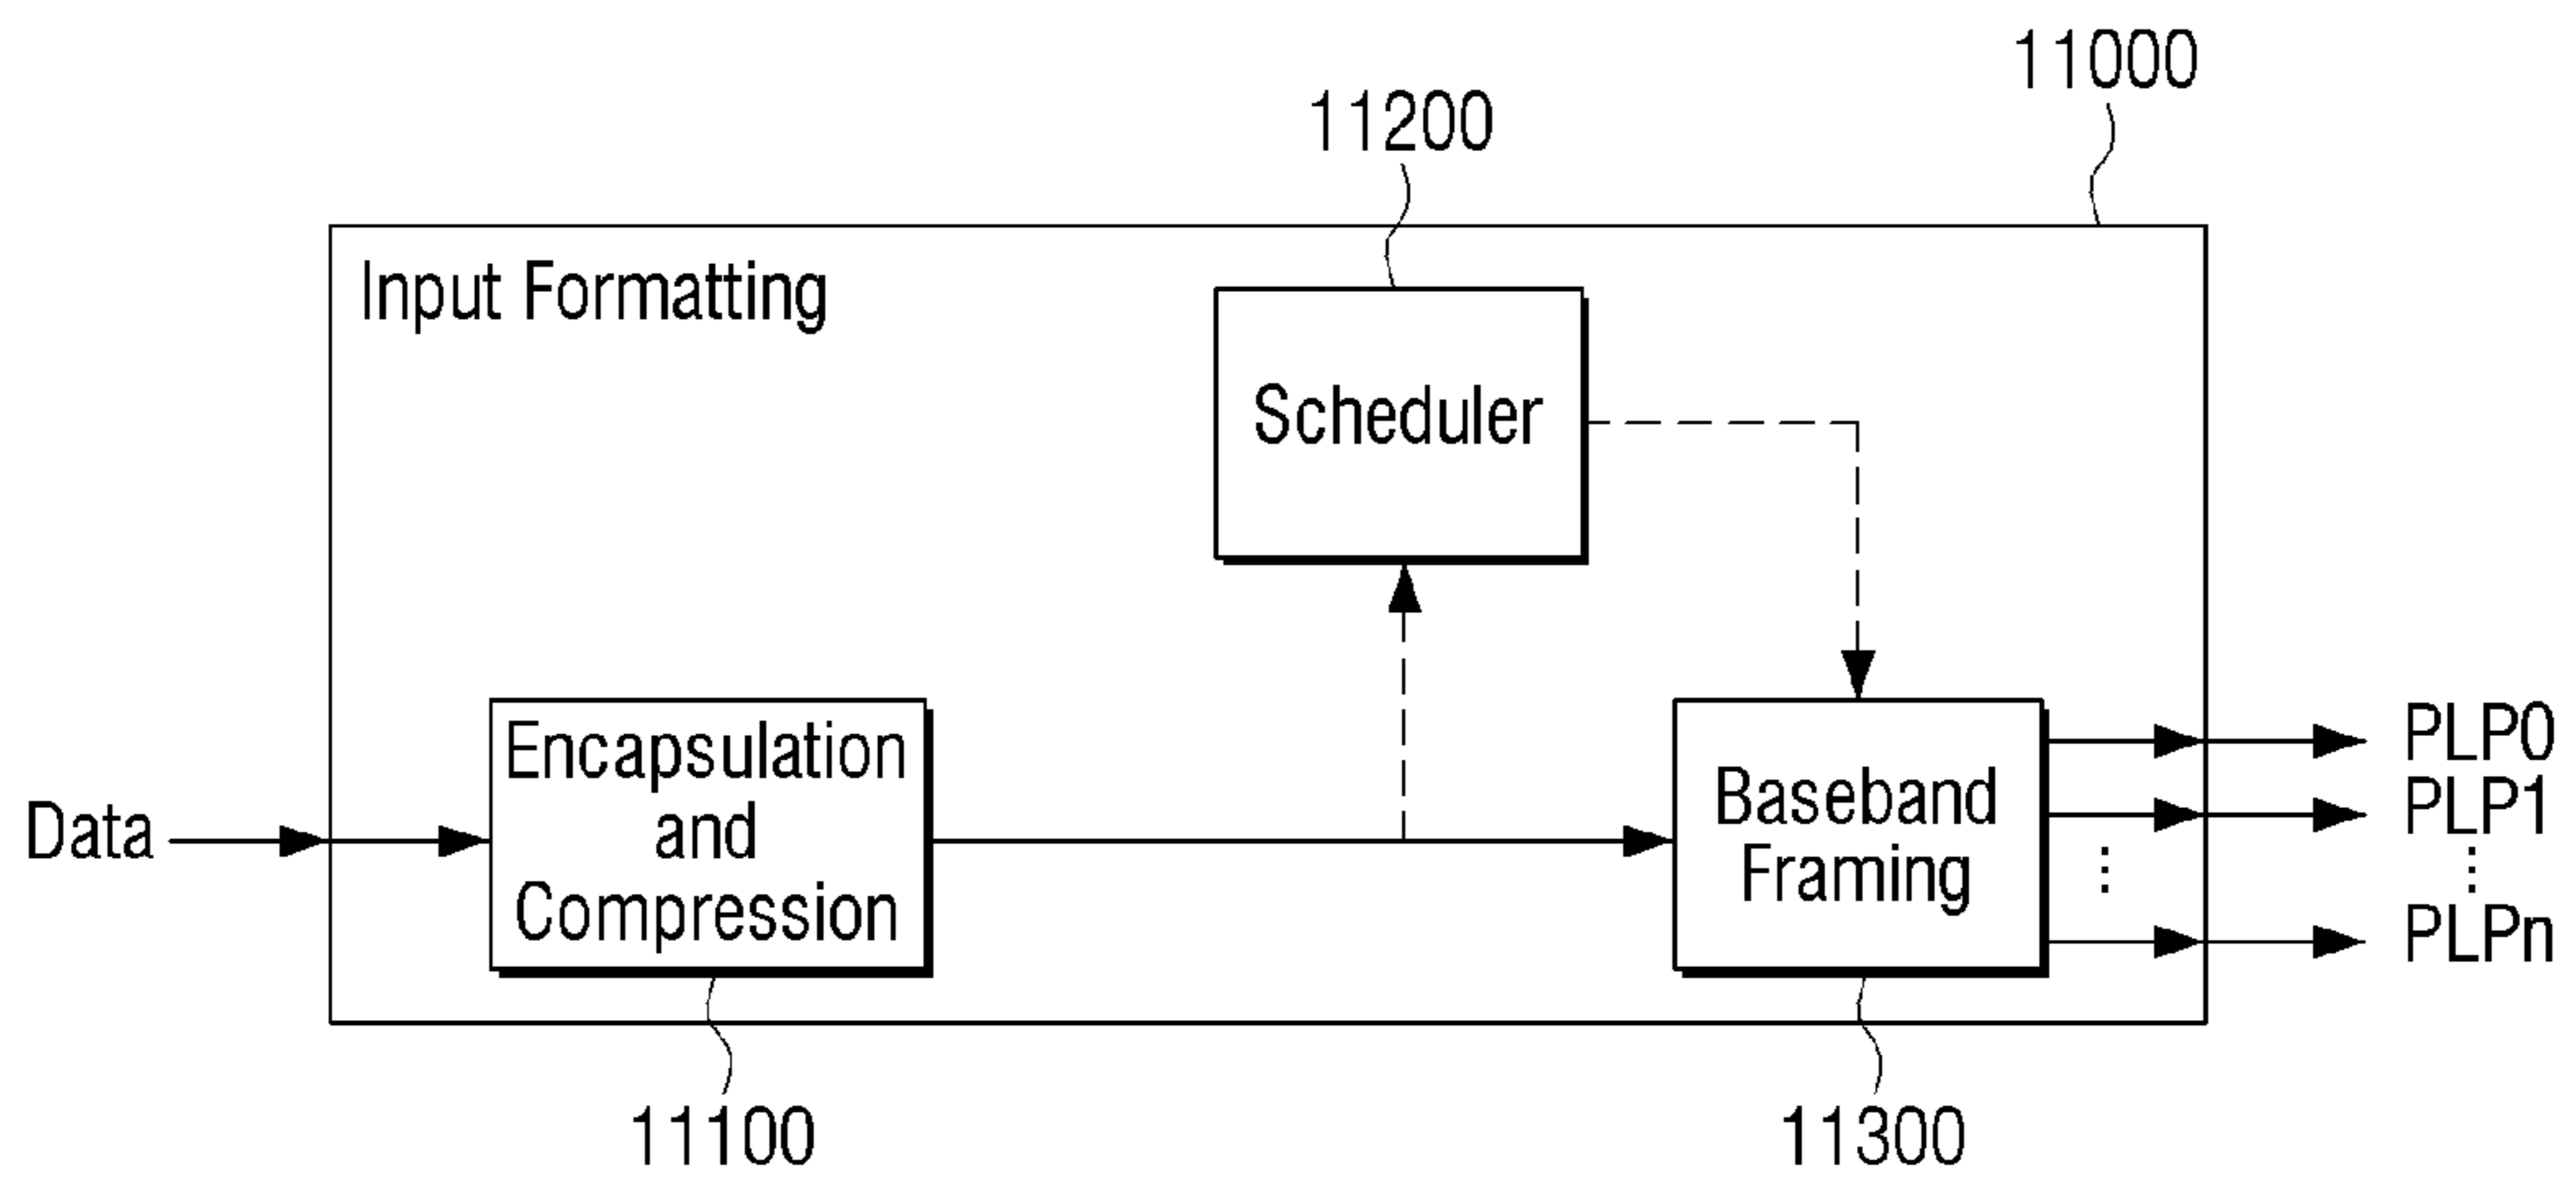 11000
11200
Input Formatting
Scheduler
Encapsulation
and
Compression
Data
Baseband
Framing
PLP0
PLP1
⋮
⋮
PLPn
11100
11300